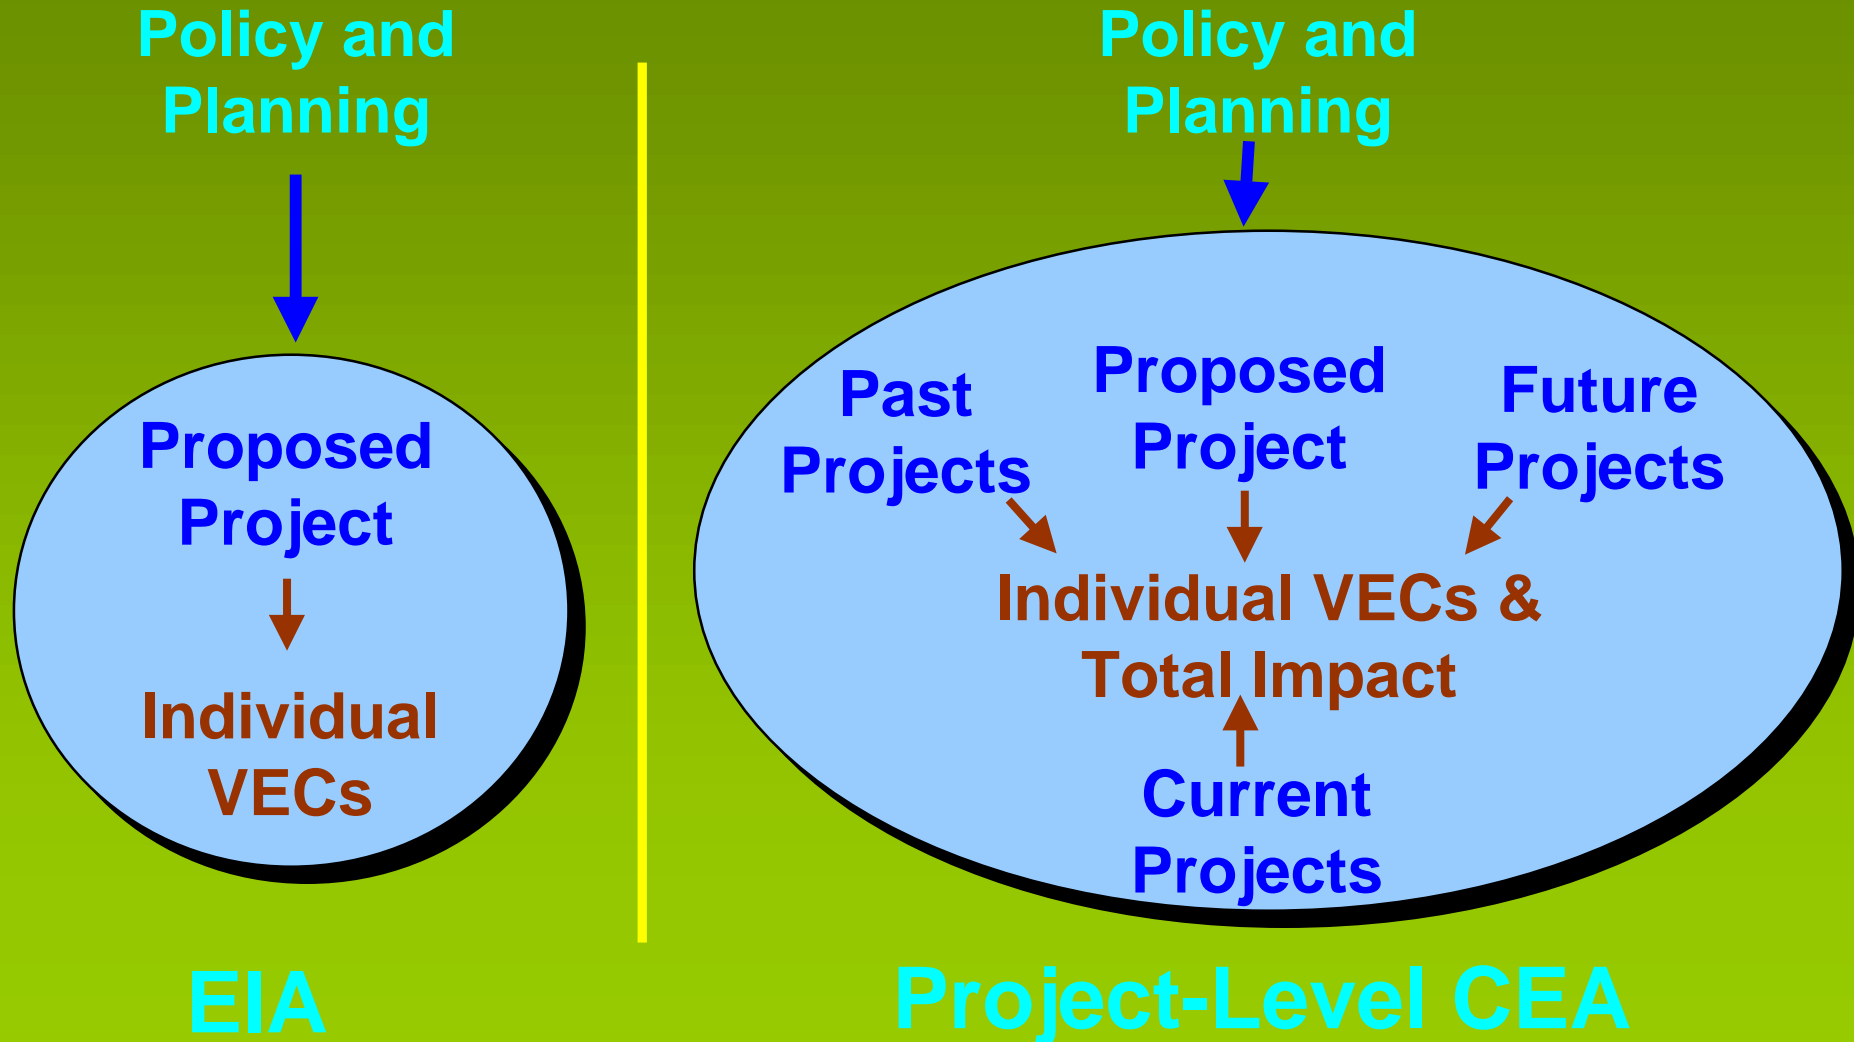 Policy and
Planning
Proposed
Project
Individual
VECs
EIA
Policy and
Planning
Past
Projects
Proposed
Project
Future
Projects
Individual VECs &
Total Impact
Current
Projects
Project-Level CEA